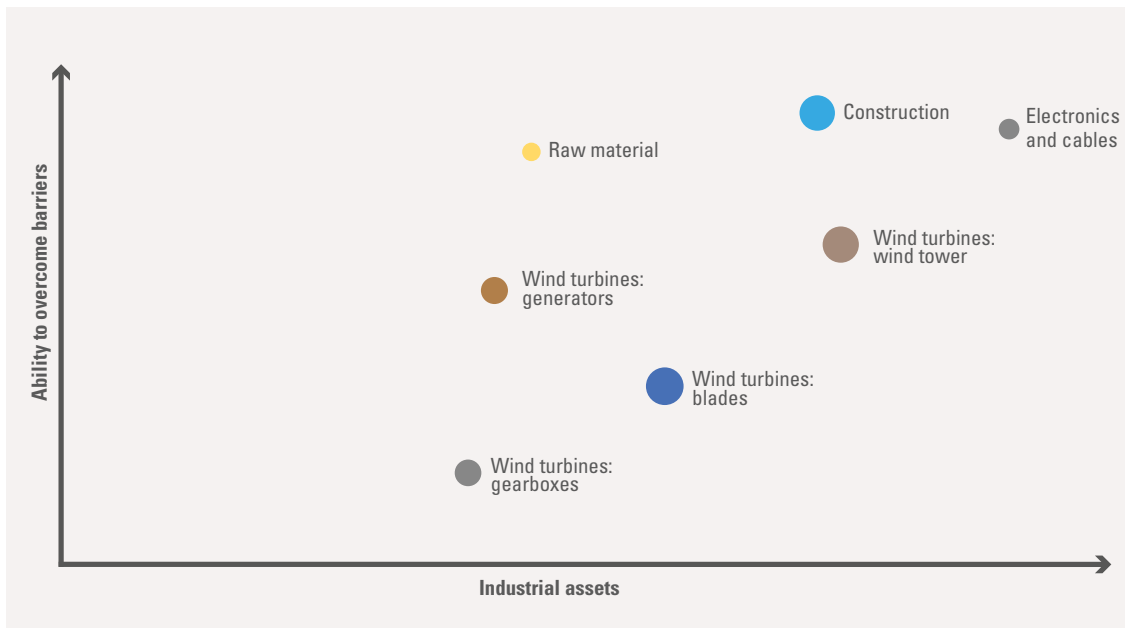 Ability to overcome barriers
Construction
Electronics
and cables
Raw material
Wind turbines:
wind tower
Wind turbines:
generators
Wind turbines:
blades
Wind turbines:
gearboxes
Industrial assets